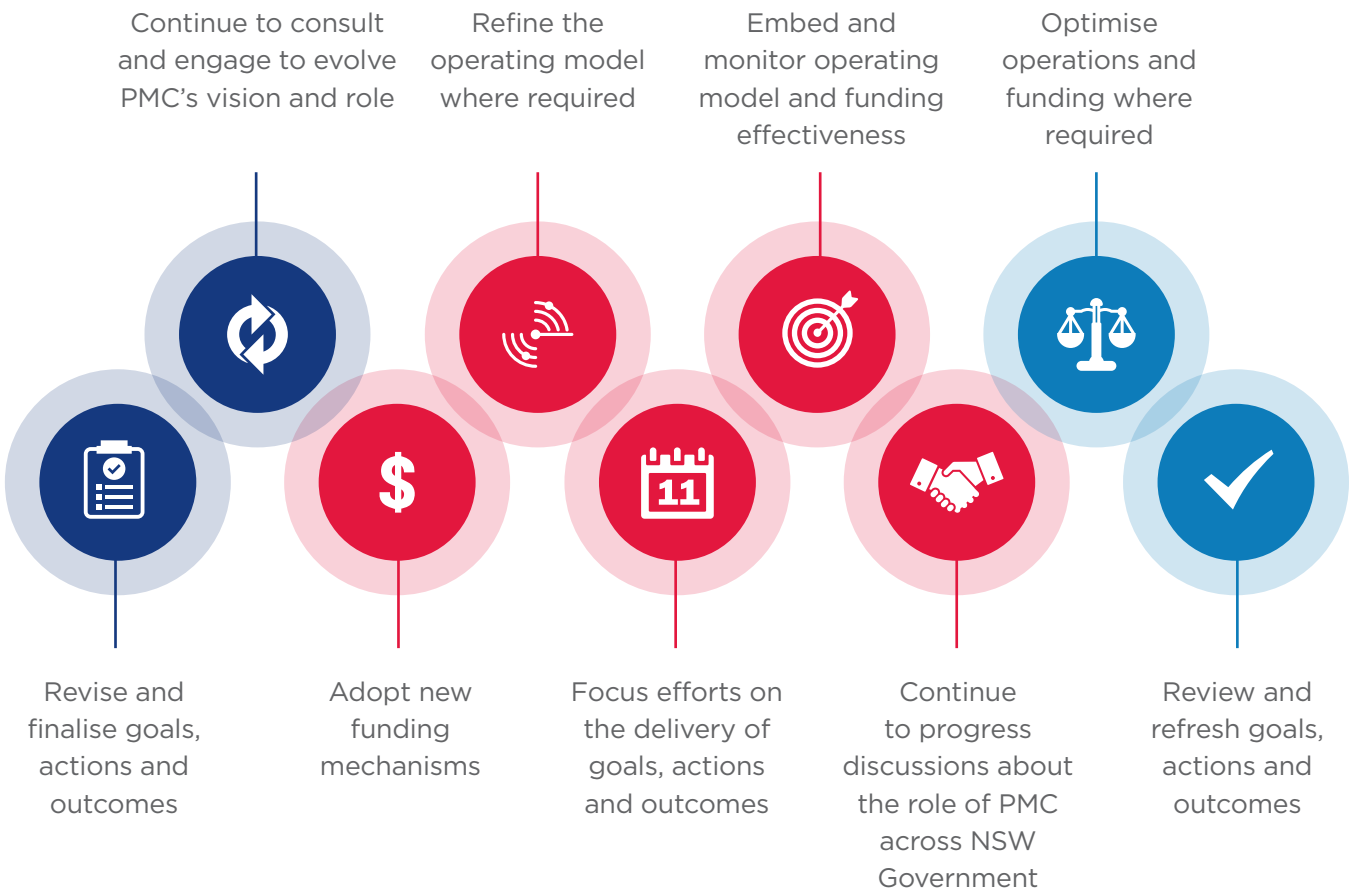 Continue to consult
and engage to evolve
PMC's vision and role
Refine the
operating model
where required
Embed and
monitor operating
model and funding
effectiveness
Optimise
operations and
funding where
required
$
11
Revise and
finalise goals,
actions and
outcomes
Adopt new
funding
mechanisms
Focus efforts on
the delivery of
goals, actions
and outcomes
Continue
to progress
discussions about
the role of PMC
across NSW
Government
Review and
refresh goals,
actions and
outcomes